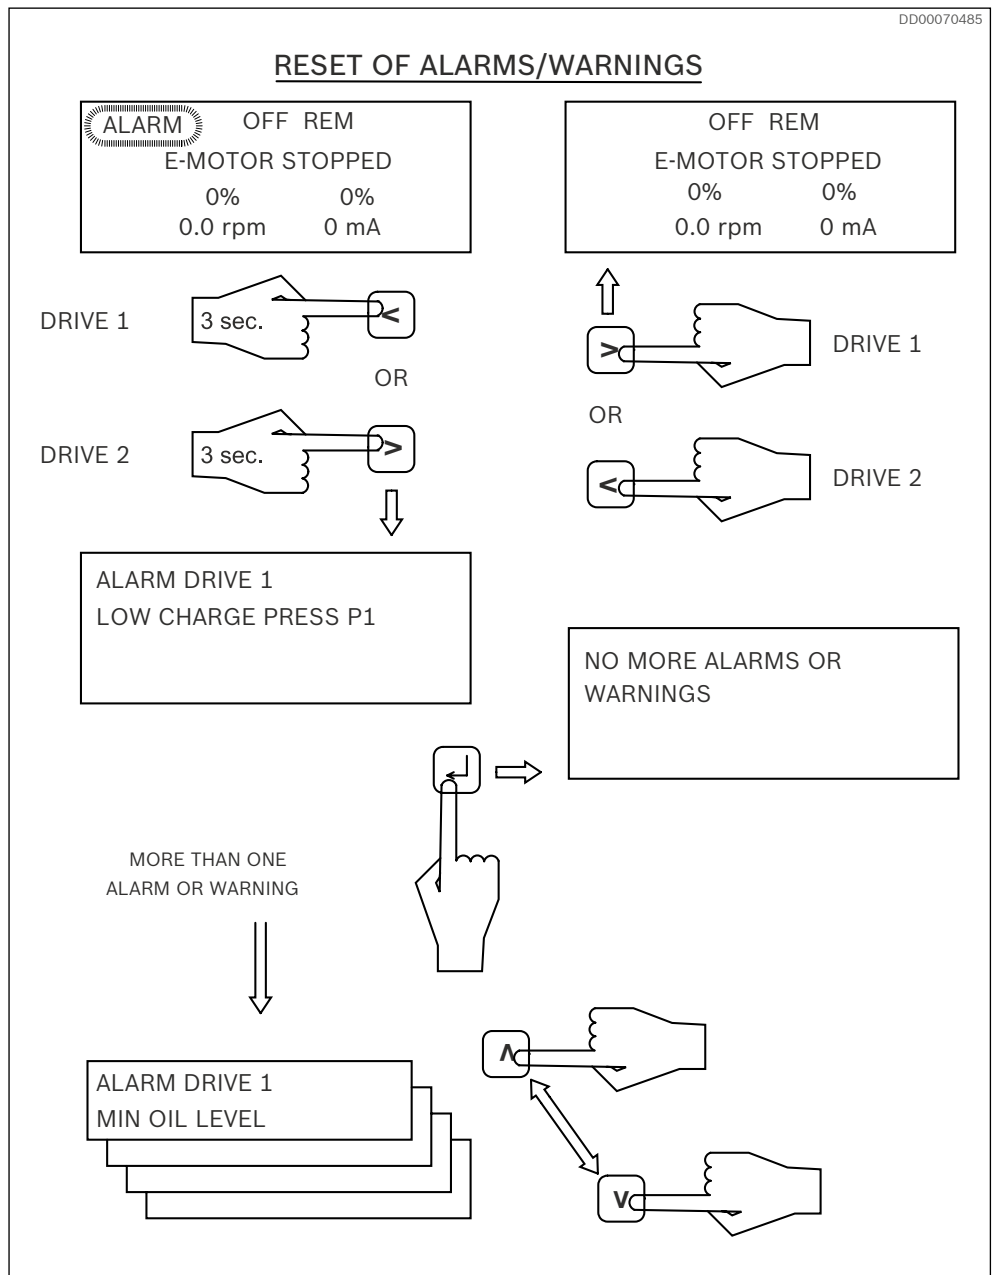 DD00070485
RESET OF ALARMS/WARNINGS
ALARM OFF REM
E-MOTOR STOPPED
0% 0%
0.0 rpm 0 mA
OFF REM
E-MOTOR STOPPED
0% 0%
0.0 rpm 0 mA
DRIVE 1 3 sec. <
OR
DRIVE 2 3 sec. >
> DRIVE 1
OR
< DRIVE 2
ALARM DRIVE 1
LOW CHARGE PRESS P1
NO MORE ALARMS OR
WARNINGS
MORE THAN ONE
ALARM OR WARNING
ALARM DRIVE 1
MIN OIL LEVEL